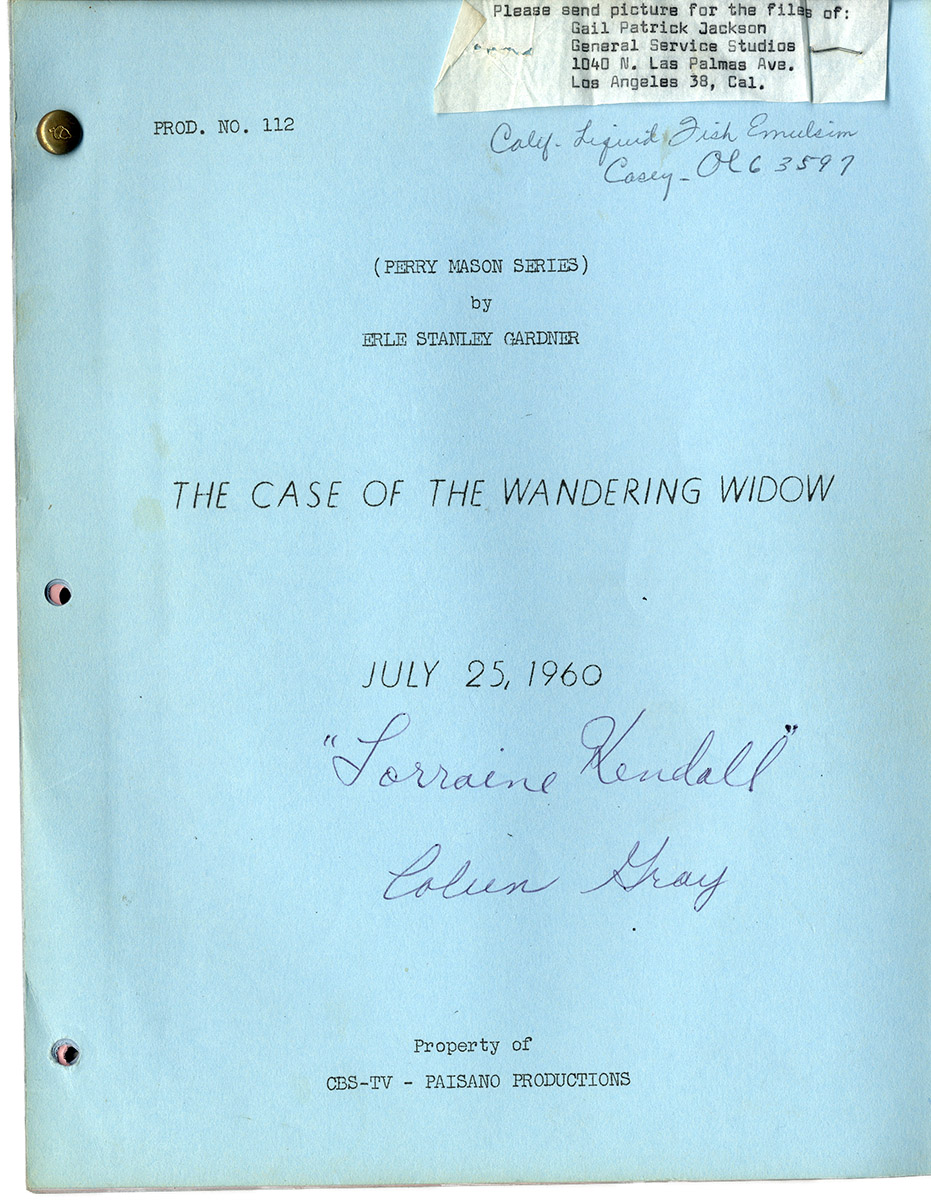 Please send picture for the files of:
Gail Patrick Jackson
General Service Studios
1040 N. Las Palmas Ave.
Los Angeles 38, Cal.
PROD. NO. 112
Calif. Liquid Fish Emulsion
Casey - OL6 3597
(PERRY MASON SERIES)
by
ERLE STANLEY GARDNER
THE CASE OF THE WANDERING WIDOW
JULY 25, 1960
"Lorraine Kendall"
Coleen Gray
Property of
CBS-TV - PAISANO PRODUCTIONS